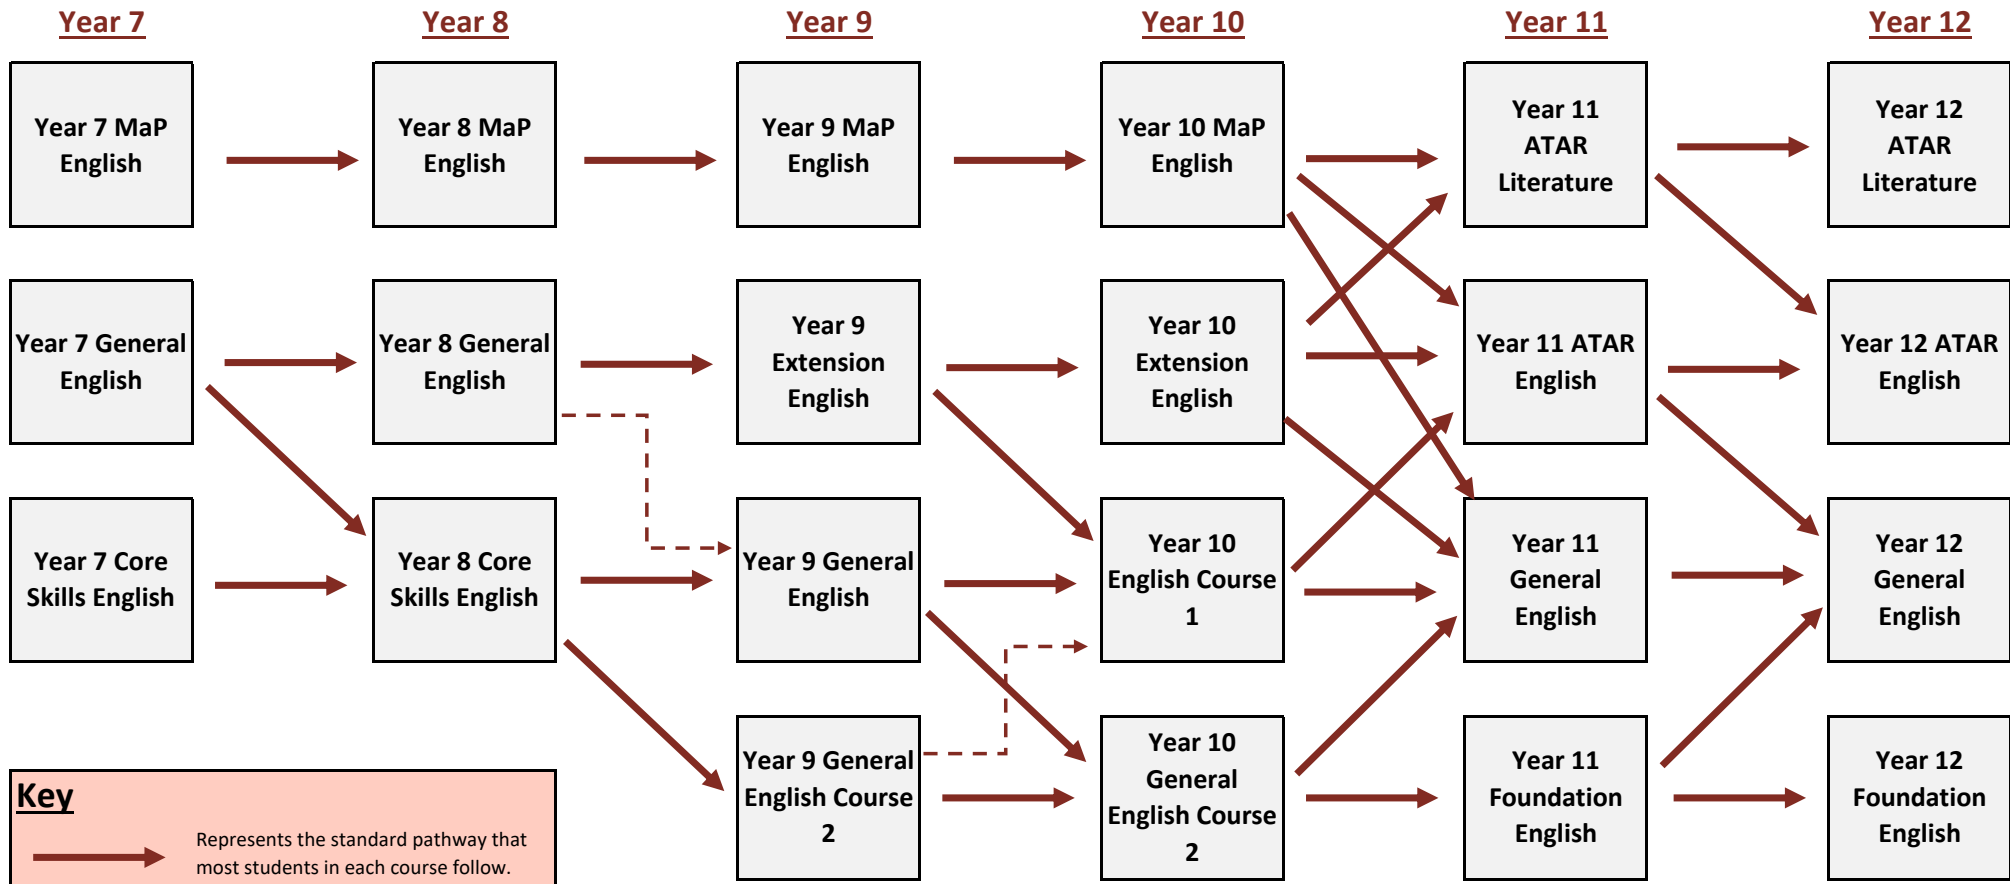 Year 7
Year 8
Year 9
Year 10
Year 11
Year 12
Year 7 MaP
English
Year 8 MaP
English
Year 9 MaP
English
Year 10 MaP
English
Year 11
ATAR
Literature
Year 12
ATAR
Literature
Year 7 General
English
Year 8 General
English
Year 9
Extension
English
Year 10
Extension
English
Year 11 ATAR
English
Year 12 ATAR
English
Year 7 Core
Skills English
Year 8 Core
Skills English
Year 9 General
English
Year 10
English Course
1
Year 11
General
English
Year 12
General
English
Year 9 General
English Course
2
Year 10
General
English Course
2
Year 11
Foundation
English
Year 12
Foundation
English
Key
Represents the standard pathway that
most students in each course follow.